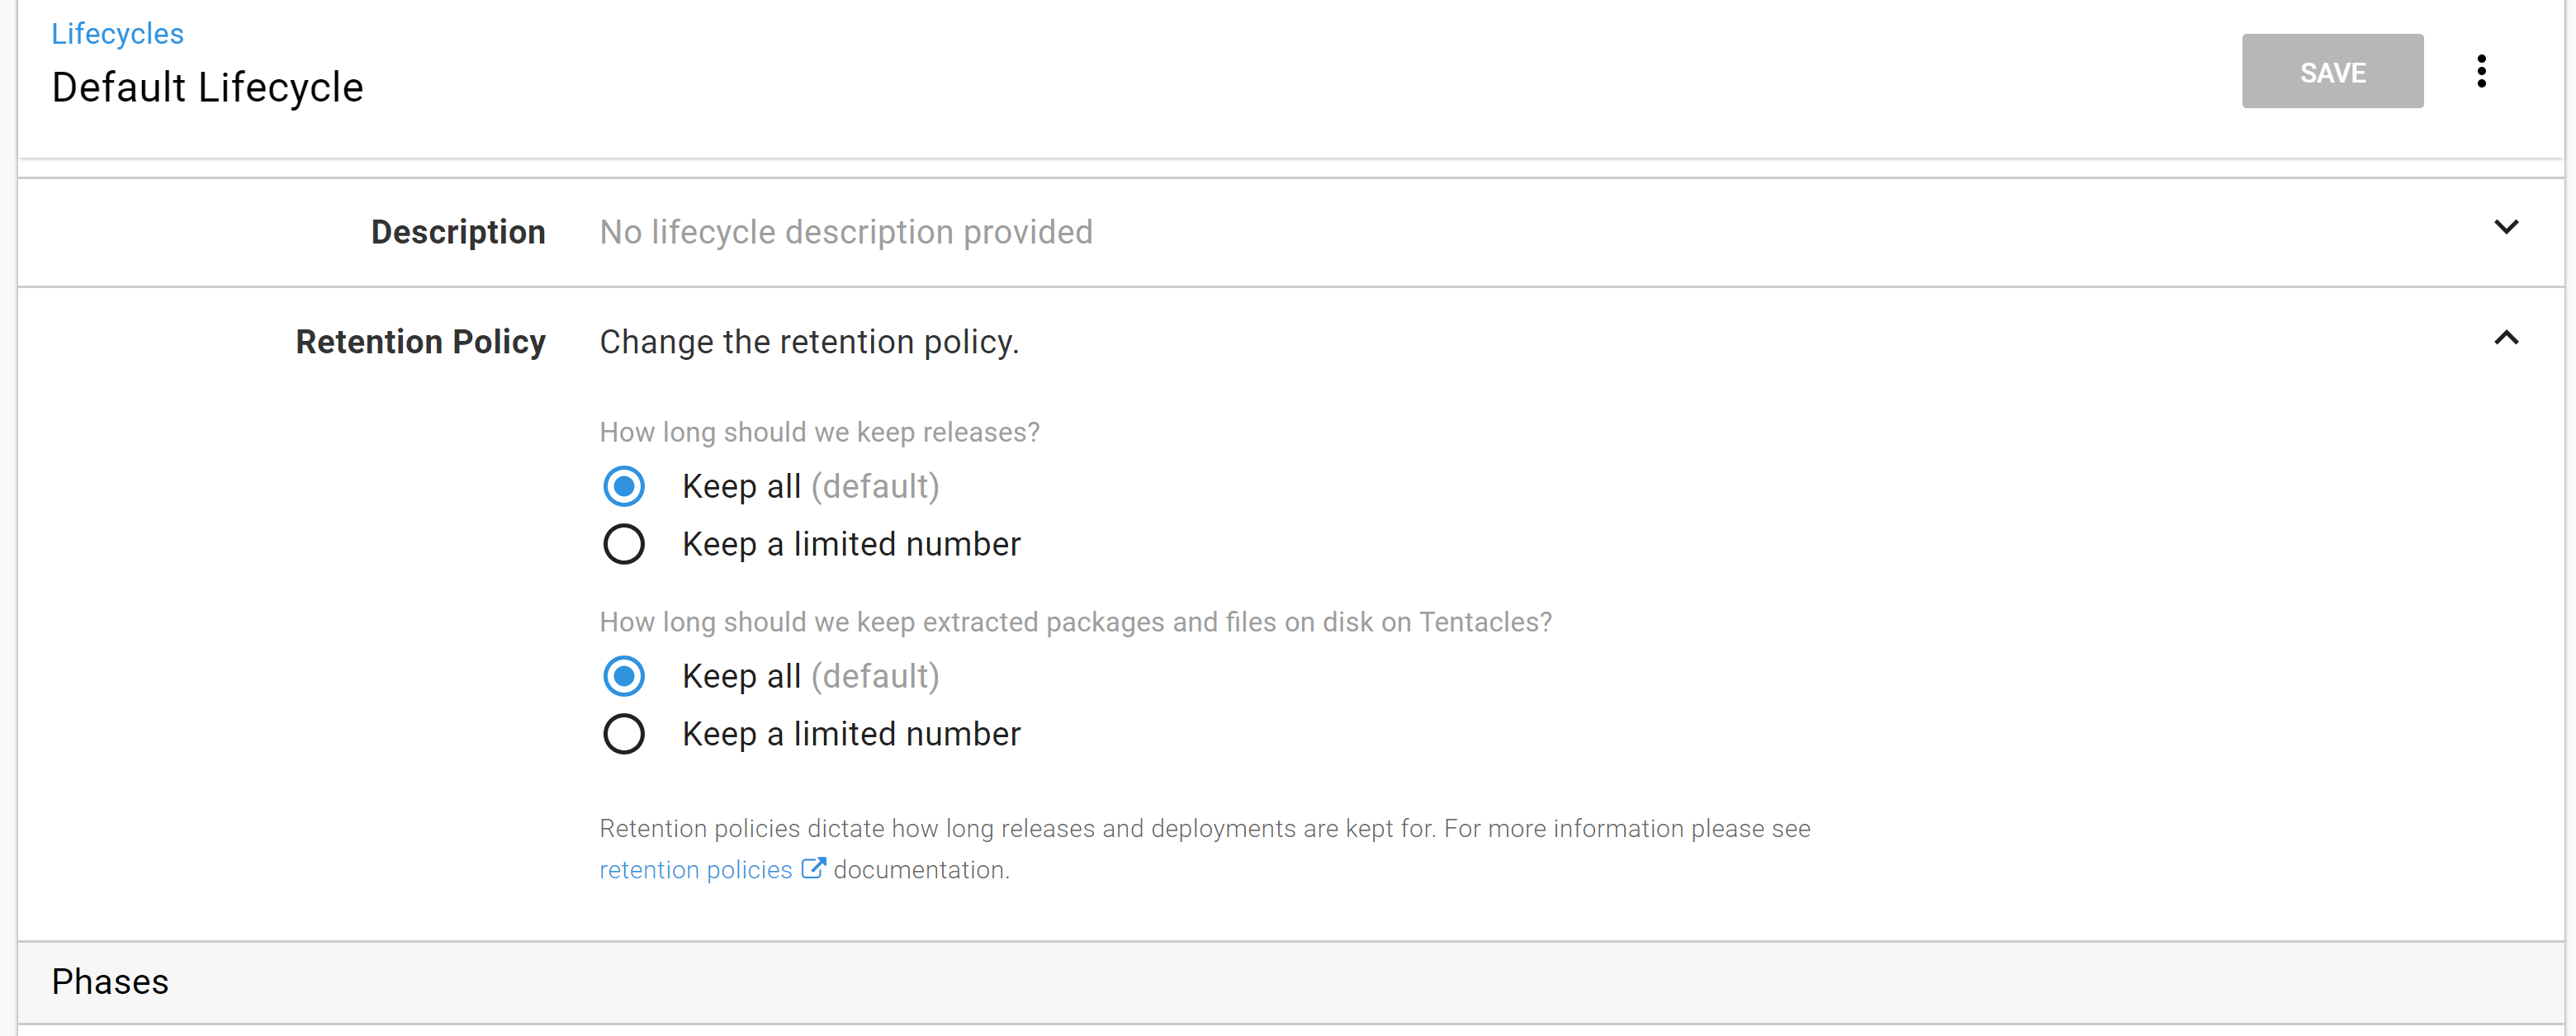 Lifecycles
Default Lifecycle
SAVE
Description No lifecycle description provided
Retention Policy Change the retention policy.
How long should we keep releases?
Keep all (default)
Keep a limited number
How long should we keep extracted packages and files on disk on Tentacles?
Keep all (default)
Keep a limited number
Retention policies dictate how long releases and deployments are kept for. For more information please see
retention policies documentation.
Phases